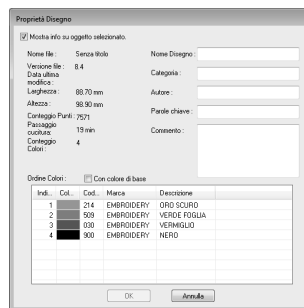 Proprietà Disegno
Mostra info su oggetto selezionato.
Nome file : Senza titolo
Versione file : 8.4
Data ultima modifica :
Larghezza : 88.70 mm
Altezza : 98.90 mm
Conteggio Punti : 7571
Passaggio cucitura: 19 min
Conteggio Colori : 4
Nome Disegno :
Categoria :
Autore :
Parole chiave :
Commento :
Ordine Colori : Con colore di base
Indi... Col... Cod... Marca Descrizione
1 214 EMBROIDERY ORO SCURO
2 509 EMBROIDERY VERDE FOGLIA
3 030 EMBROIDERY VERMIGLIO
4 900 EMBROIDERY NERO
OK Annulla